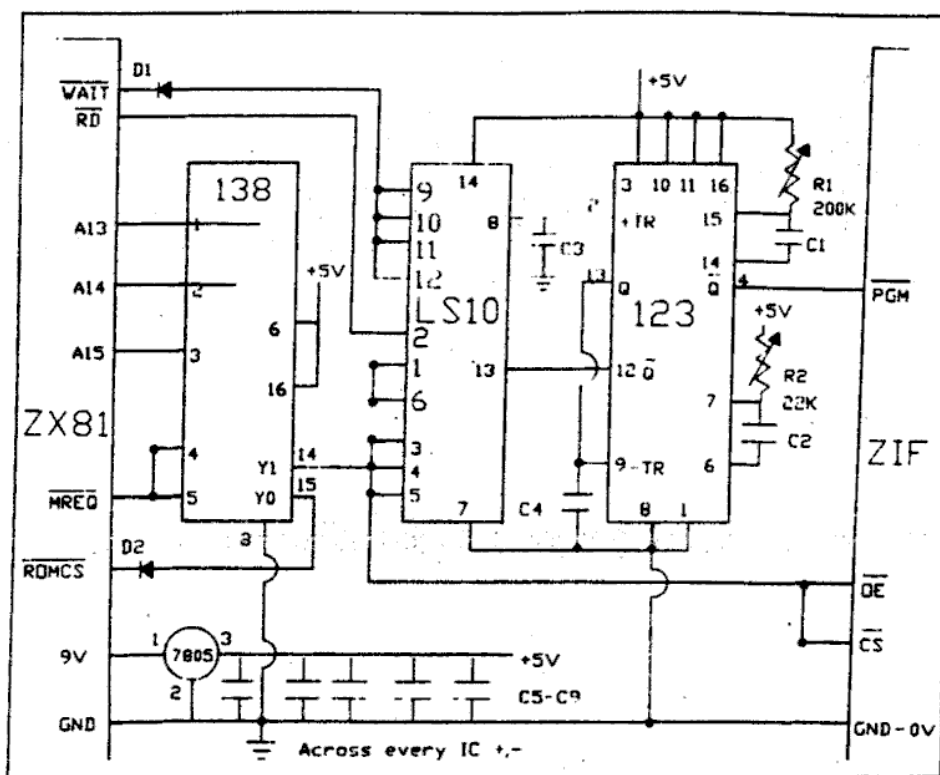 D1
WAIT
RD
+5V
138
14
3 10 11 16
R1
200K
9
8
2
+TR
15
10
C3
C1
A13
1
11
14
+5V
12
13
Q
Q
4
A14
2
LS10
123
PGM
6
2
+5V
A15
3
13
12 Q
1
R2
16
7
22K
6
ZX81
C2
ZIF
4
14
3
Y1
4
9 -TR
6
MREQ
5
Y0
15
5
C4
7
8
1
D2
8
ROMCS
OE
9V
1
7805
3
+5V
CS
2
C5-C9
GND
GND-0V
Across every IC +,-